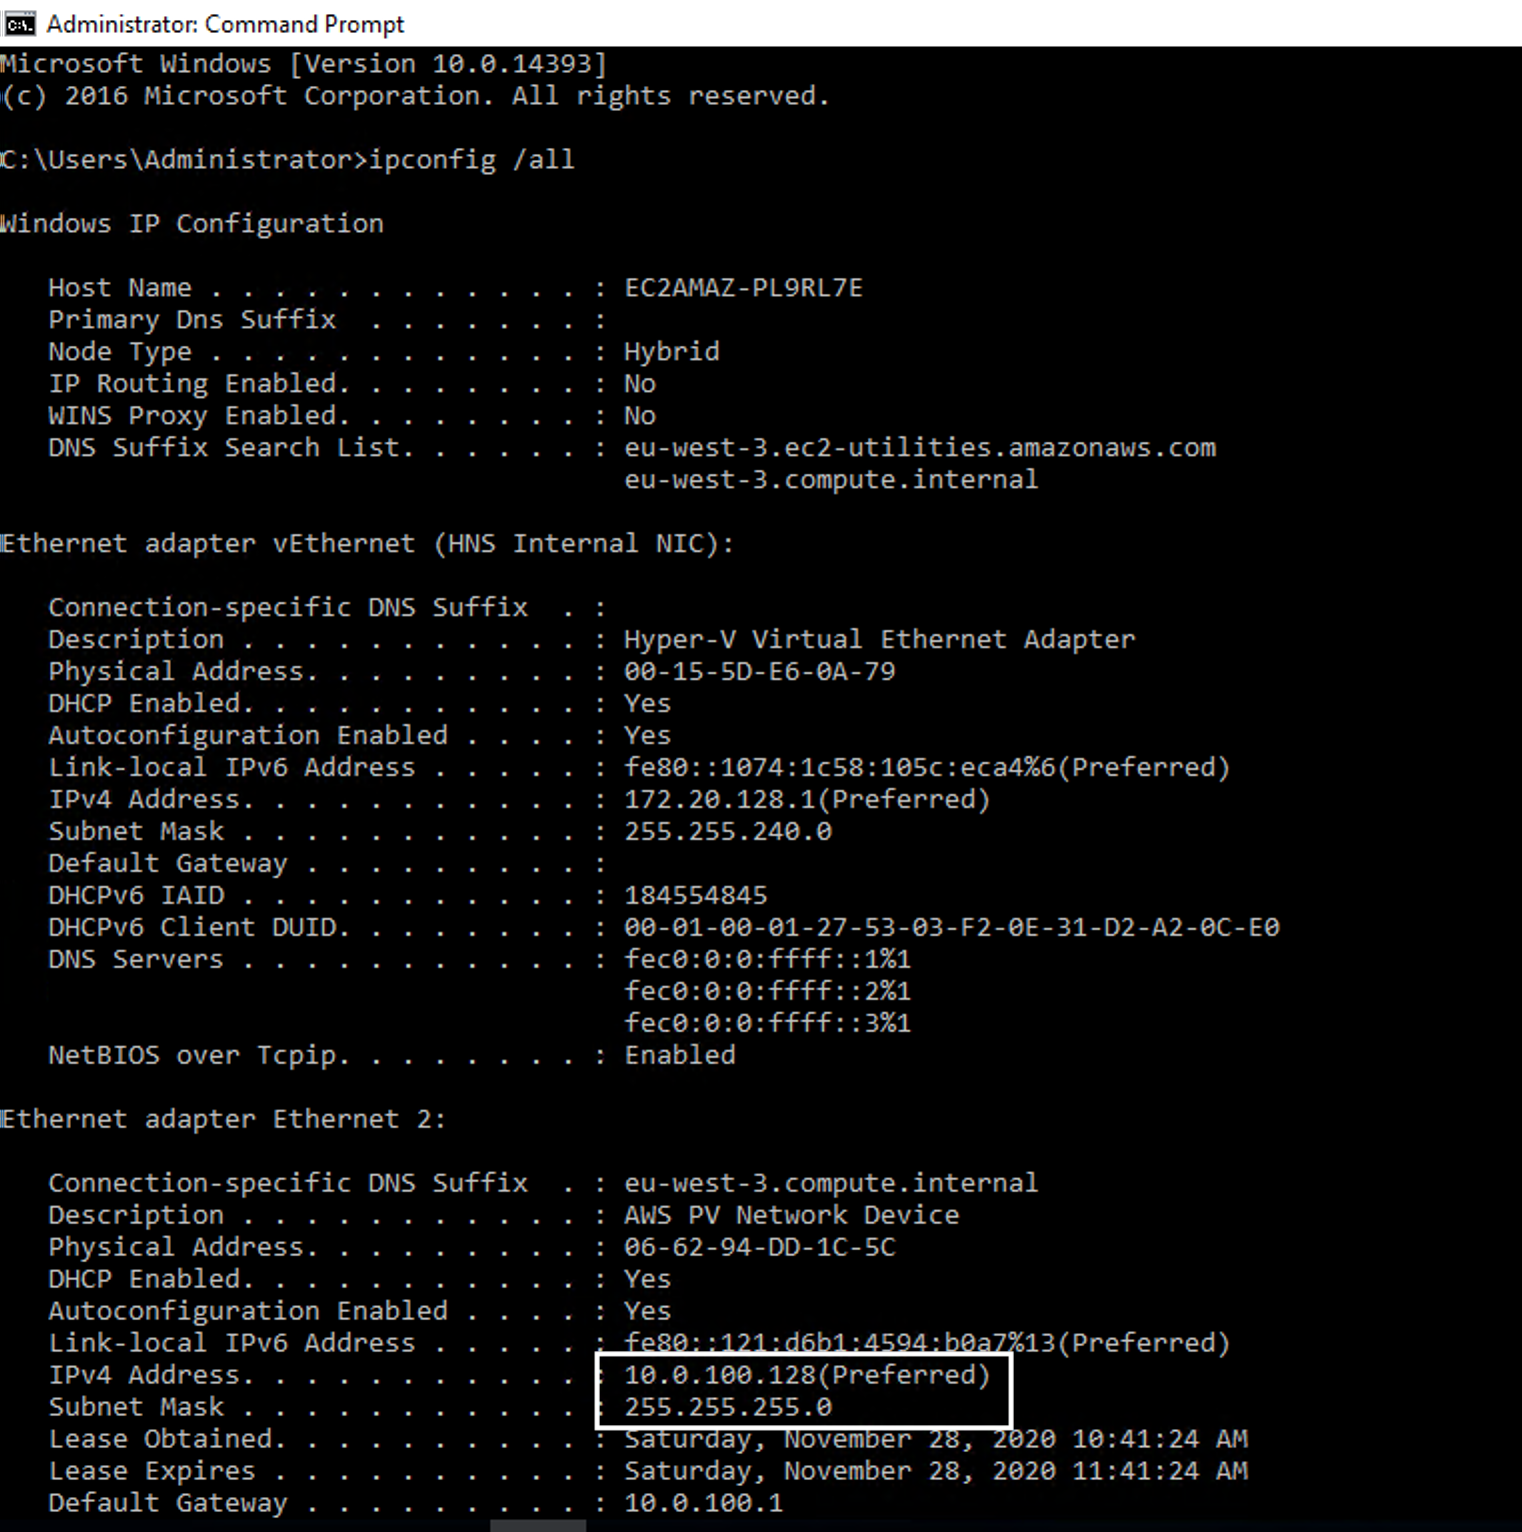 Administrator: Command Prompt
Microsoft Windows [Version 10.0.14393]
(c) 2016 Microsoft Corporation. All rights reserved.
C:\Users\Administrator>ipconfig /all
Windows IP Configuration
Host Name . . . . . . . . . . . . : EC2AMAZ-PL9RL7E
Primary Dns Suffix  . . . . . . . :
Node Type . . . . . . . . . . . . : Hybrid
IP Routing Enabled. . . . . . . . : No
WINS Proxy Enabled. . . . . . . . : No
DNS Suffix Search List. . . . . . : eu-west-3.ec2-utilities.amazonaws.com
eu-west-3.compute.internal
Ethernet adapter vEthernet (HNS Internal NIC):
Connection-specific DNS Suffix  . :
Description . . . . . . . . . . . : Hyper-V Virtual Ethernet Adapter
Physical Address. . . . . . . . . : 00-15-5D-E6-0A-79
DHCP Enabled. . . . . . . . . . . : Yes
Autoconfiguration Enabled . . . . : Yes
Link-local IPv6 Address . . . . . : fe80::1074:1c58:105c:eca4%6(Preferred)
IPv4 Address. . . . . . . . . . . : 172.20.128.1(Preferred)
Subnet Mask . . . . . . . . . . . : 255.255.240.0
Default Gateway . . . . . . . . . :
DHCPv6 IAID . . . . . . . . . . . : 184554845
DHCPv6 Client DUID. . . . . . . . : 00-01-00-01-27-53-03-F2-0E-31-D2-A2-0C-E0
DNS Servers . . . . . . . . . . . : fec0:0:0:ffff::1%1
fec0:0:0:ffff::2%1
fec0:0:0:ffff::3%1
NetBIOS over Tcpip. . . . . . . . : Enabled
Ethernet adapter Ethernet 2:
Connection-specific DNS Suffix  . : eu-west-3.compute.internal
Description . . . . . . . . . . . : AWS PV Network Device
Physical Address. . . . . . . . . : 06-62-94-DD-1C-5C
DHCP Enabled. . . . . . . . . . . : Yes
Autoconfiguration Enabled . . . . : Yes
Link-local IPv6 Address . . . . . : fe80::121:d6b1:4594:b0a7%13(Preferred)
IPv4 Address. . . . . . . . . . . : 10.0.100.128(Preferred)
Subnet Mask . . . . . . . . . . . : 255.255.255.0
Lease Obtained. . . . . . . . . . : Saturday, November 28, 2020 10:41:24 AM
Lease Expires . . . . . . . . . . : Saturday, November 28, 2020 11:41:24 AM
Default Gateway . . . . . . . . . : 10.0.100.1